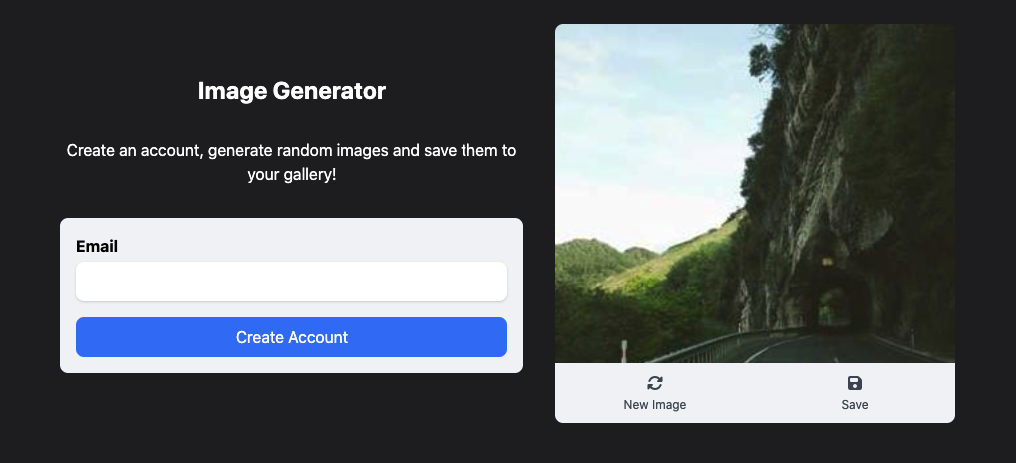 Image Generator
Create an account, generate random images and save them to
your gallery!
Email
Create Account
New Image
Save